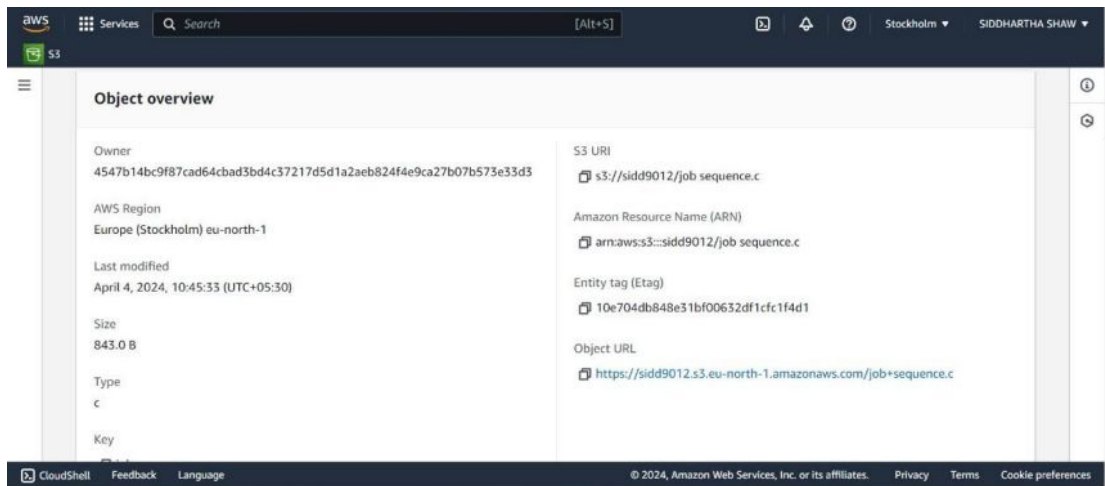 aws
Services
Search
[Alt+S]
Stockholm
SIDDHARTHA SHAW
S3
Object overview
Owner
4547b14bc9f87cad64cbad3bd4c37217d5d1a2aeb824f4e9ca27b07b573e33d3
AWS Region
Europe (Stockholm) eu-north-1
Last modified
April 4, 2024, 10:45:33 (UTC+05:30)
Size
843.0 B
Type
c
Key
S3 URI
s3://sidd9012/job sequence.c
Amazon Resource Name (ARN)
arn:aws:s3:::sidd9012/job sequence.c
Entity tag (Etag)
10e704db848e31bf00632df1cfc1f4d1
Object URL
https://sidd9012.s3.eu-north-1.amazonaws.com/job+sequence.c
CloudShell
Feedback
Language
© 2024, Amazon Web Services, Inc. or its affiliates.
Privacy
Terms
Cookie preferences